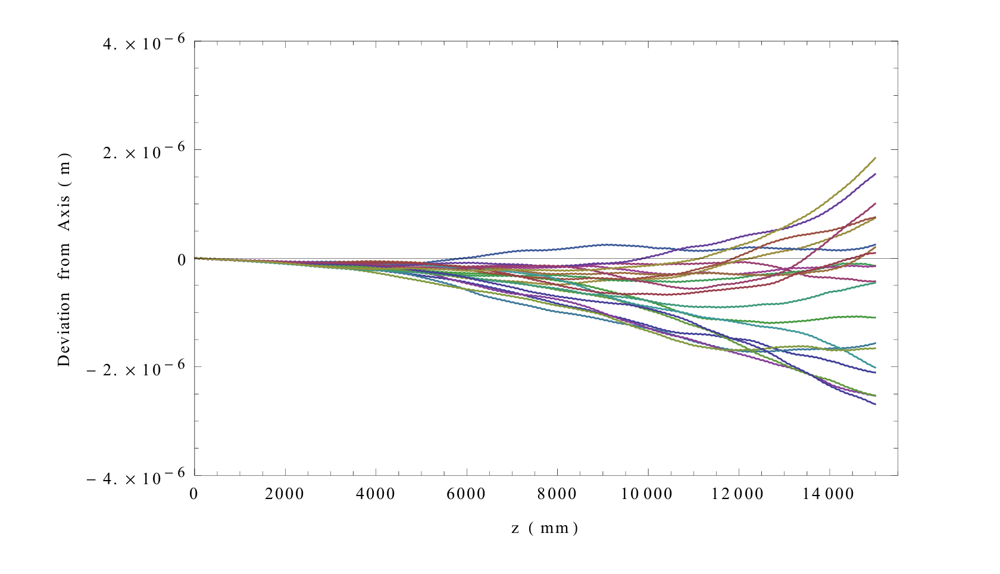 4. × 10⁻⁶
2. × 10⁻⁶
0
− 2. × 10⁻⁶
− 4. × 10⁻⁶
Deviation from Axis ( m )
0 2000 4000 6000 8000 10 000 12 000 14 000
z ( mm )